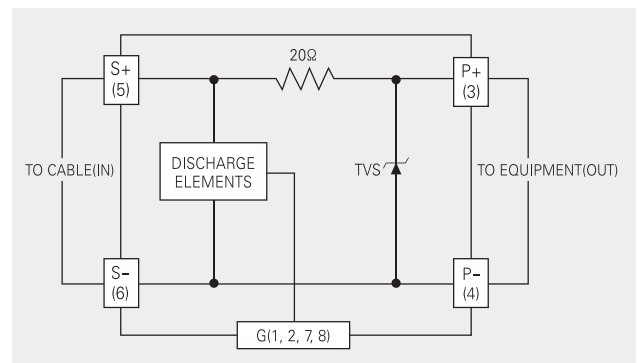 20Ω
S+
(5)
P+
(3)
TO CABLE(IN)
DISCHARGE
ELEMENTS
TVS
TO EQUIPMENT(OUT)
S−
(6)
P−
(4)
G(1, 2, 7, 8)